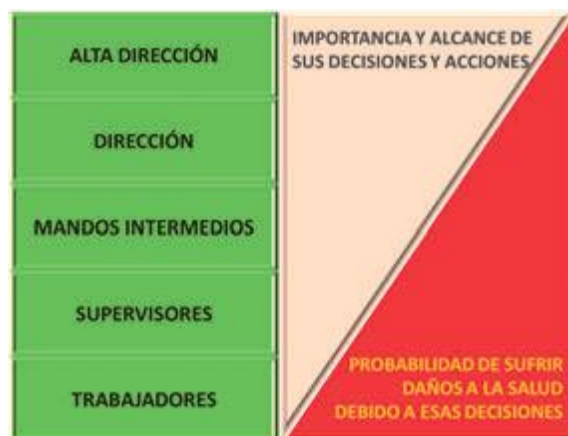 ALTA DIRECCIÓN
DIRECCIÓN
MANDOS INTERMEDIOS
SUPERVISORES
TRABAJADORES
IMPORTANCIA Y ALCANCE DE
SUS DECISIONES Y ACCIONES
PROBABILIDAD DE SUFRIR
DAÑOS A LA SALUD
DEBIDO A ESAS DECISIONES